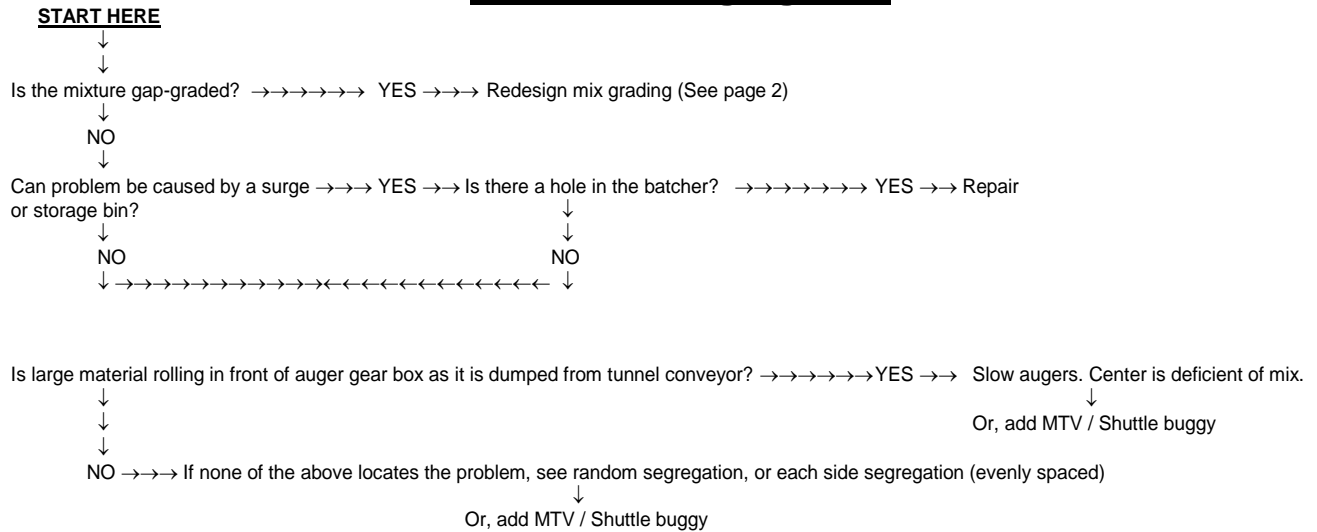 START HERE
↓
↓
Is the mixture gap-graded? →→→→→→ YES →→→ Redesign mix grading (See page 2)
↓
NO
↓
Can problem be caused by a surge →→→ YES →→ Is there a hole in the batcher? →→→→→→→ YES →→ Repair
or storage bin? ↓
↓ ↓
NO NO
↓ →→→→→→→→→→→←←←←←←←←←←←← ↓
Is large material rolling in front of auger gear box as it is dumped from tunnel conveyor? →→→→→→YES →→ Slow augers. Center is deficient of mix.
↓ ↓
↓ Or, add MTV / Shuttle buggy
↓
NO →→→ If none of the above locates the problem, see random segregation, or each side segregation (evenly spaced)
↓
Or, add MTV / Shuttle buggy